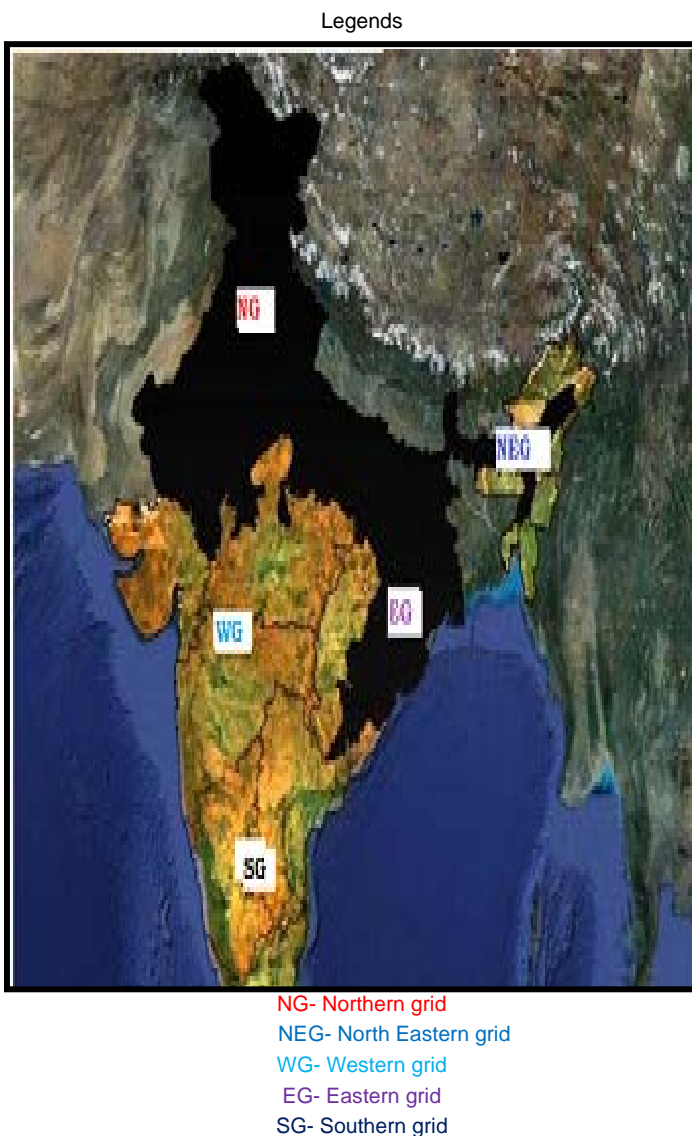 Legends
NG
NEG
EG
WG
SG
NG- Northern grid
NEG- North Eastern grid
WG- Western grid
EG- Eastern grid
SG- Southern grid